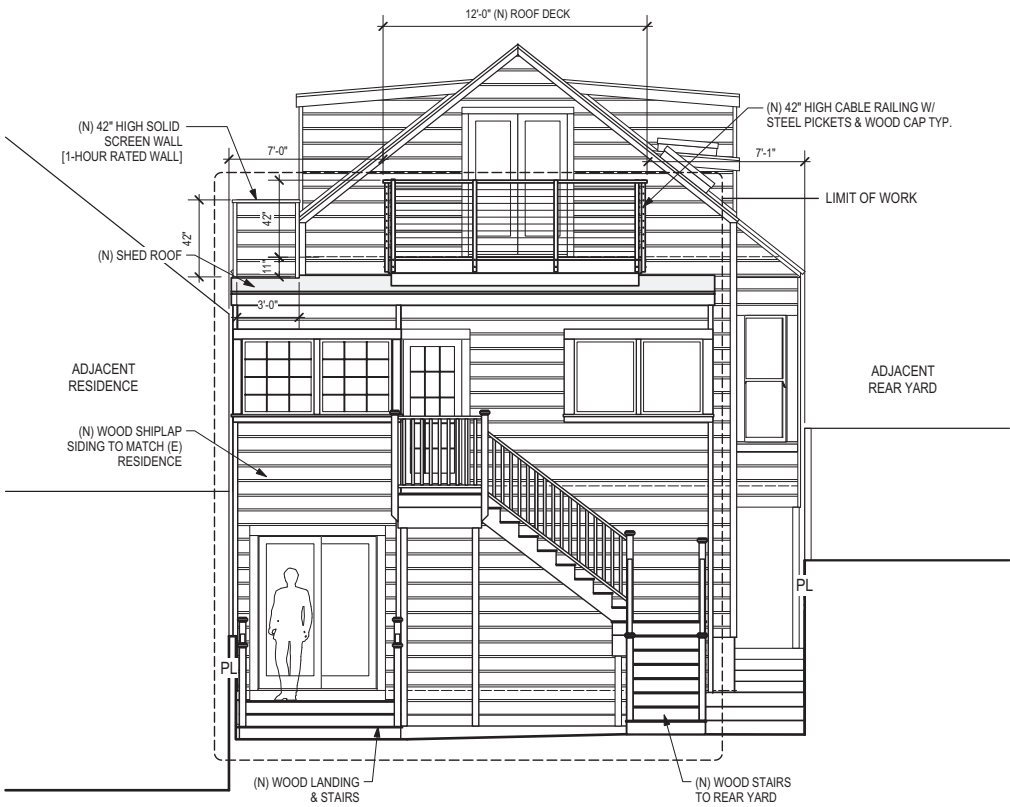 12'-0" (N) ROOF DECK
(N) 42" HIGH SOLID
SCREEN WALL
[1-HOUR RATED WALL]
7'-0"
(N) 42" HIGH CABLE RAILING W/
STEEL PICKETS & WOOD CAP TYP.
7'-1"
LIMIT OF WORK
42"
42"
11"
(N) SHED ROOF
3'-0"
ADJACENT
RESIDENCE
ADJACENT
REAR YARD
(N) WOOD SHIPLAP
SIDING TO MATCH (E)
RESIDENCE
PL
PL
(N) WOOD LANDING
& STAIRS
(N) WOOD STAIRS
TO REAR YARD